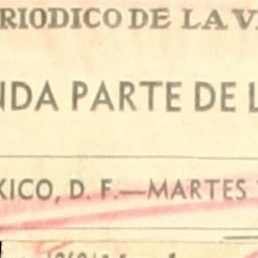 RIODICO DE LA V
NDA PARTE DE L
XICO, D. F.—MARTES